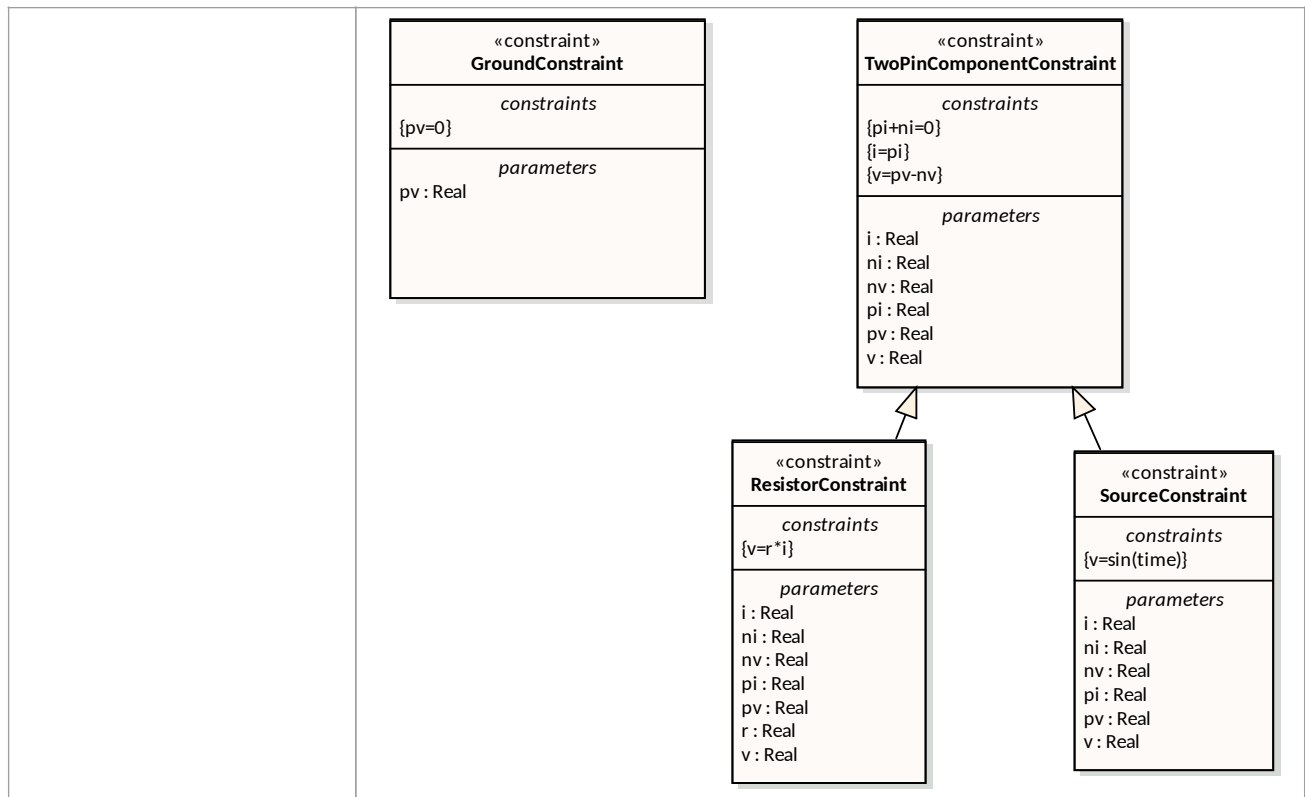 «constraint»
GroundConstraint
constraints
{pv=0}
parameters
pv : Real
«constraint»
TwoPinComponentConstraint
constraints
{pi+ni=0}
{i=pi}
{v=pv-nv}
parameters
i : Real
ni : Real
nv : Real
pi : Real
pv : Real
v : Real
«constraint»
ResistorConstraint
constraints
{v=r*i}
parameters
i : Real
ni : Real
nv : Real
pi : Real
pv : Real
r : Real
v : Real
«constraint»
SourceConstraint
constraints
{v=sin(time)}
parameters
i : Real
ni : Real
nv : Real
pi : Real
pv : Real
v : Real